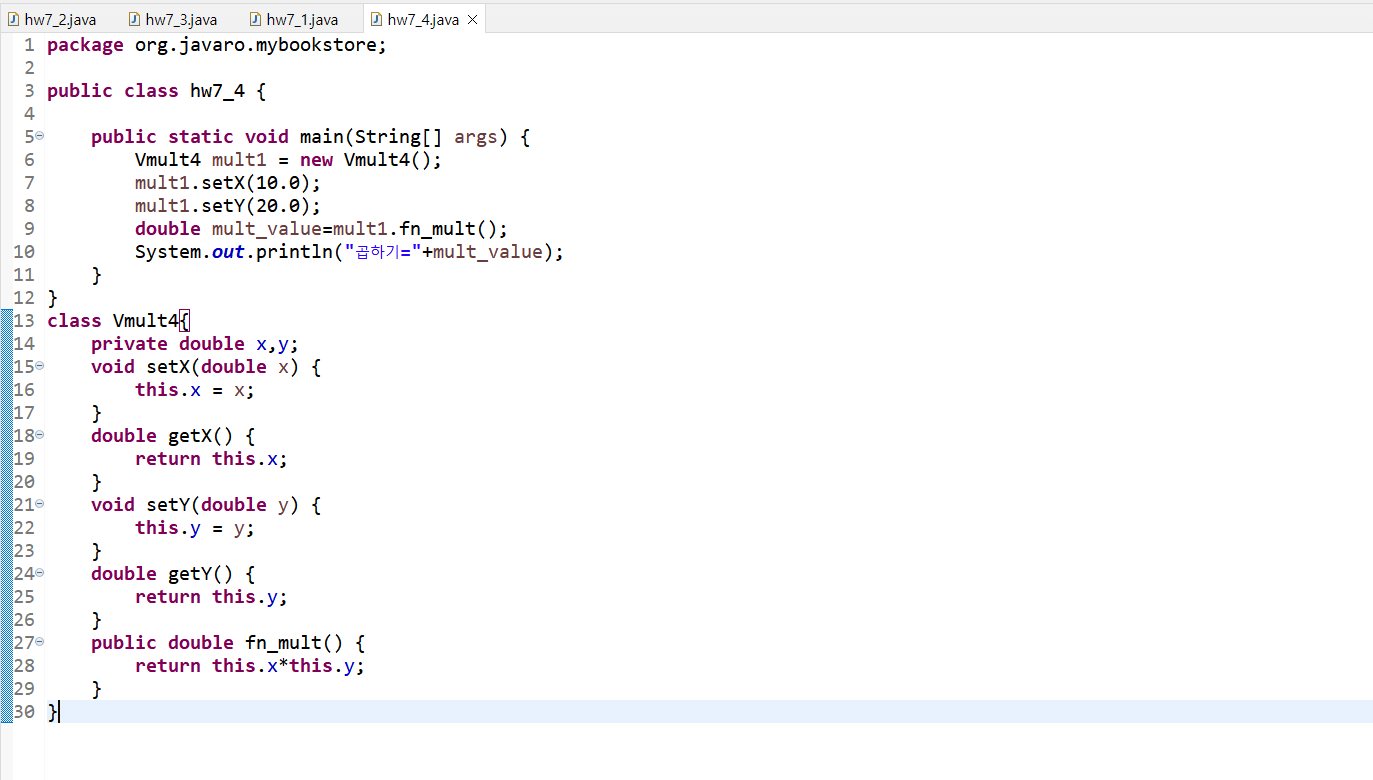 hw7_2.java hw7_3.java hw7_1.java hw7_4.java
1 package org.javaro.mybookstore;
2
3 public class hw7_4 {
4
5 public static void main(String[] args) {
6 Vmult4 mult1 = new Vmult4();
7 mult1.setX(10.0);
8 mult1.setY(20.0);
9 double mult_value=mult1.fn_mult();
10 System.out.println("곱하기="+mult_value);
11 }
12 }
13 class Vmult4{
14 private double x,y;
15 void setX(double x) {
16 this.x = x;
17 }
18 double getX() {
19 return this.x;
20 }
21 void setY(double y) {
22 this.y = y;
23 }
24 double getY() {
25 return this.y;
26 }
27 public double fn_mult() {
28 return this.x*this.y;
29 }
30 }